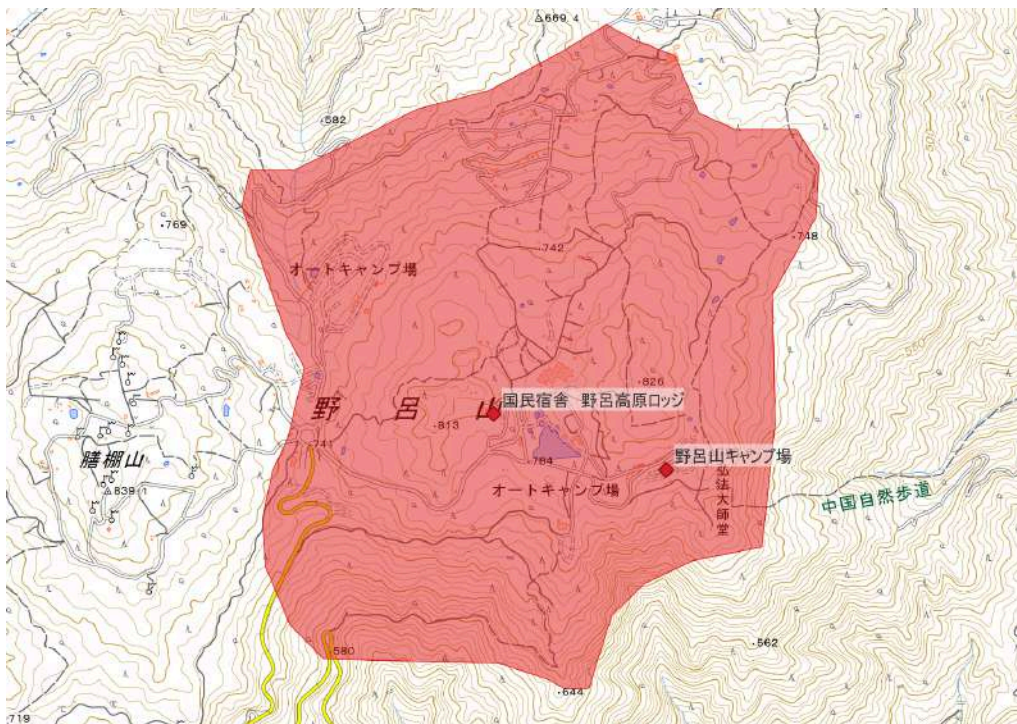 669.4
582
769
748
742
オートキャンプ場
826
国民宿舎 野呂高原ロッジ
野呂山
813
741
膳棚山
野呂山キャンプ場
784
839.1
オートキャンプ場
弘法大師堂
中国自然歩道
562
580
644
719